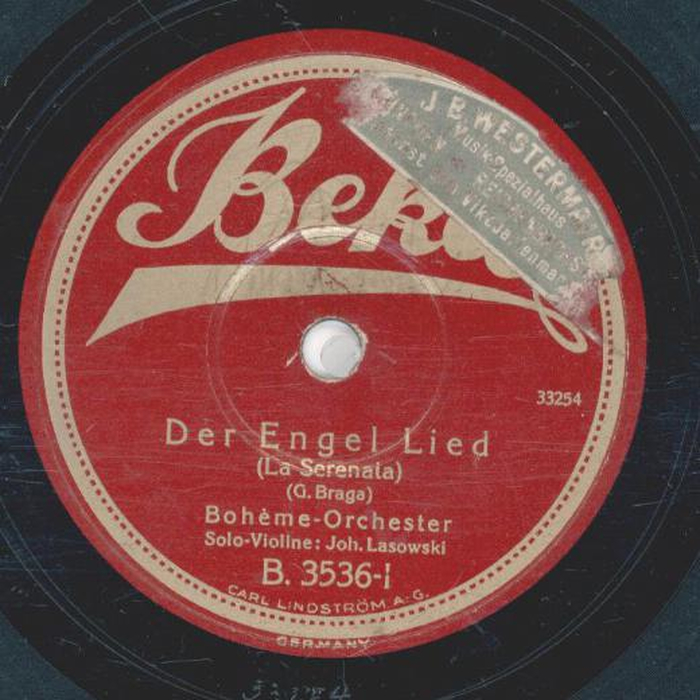 Beka
J B. WESTERMAIR
Musik-Spezialhaus
33254
Der Engel Lied
(La Serenata)
(G. Braga)
Bohème-Orchester
Solo-Violine: Joh. Lasowski
B. 3536-I
CARL LINDSTRÖM A. G.
GERMANY